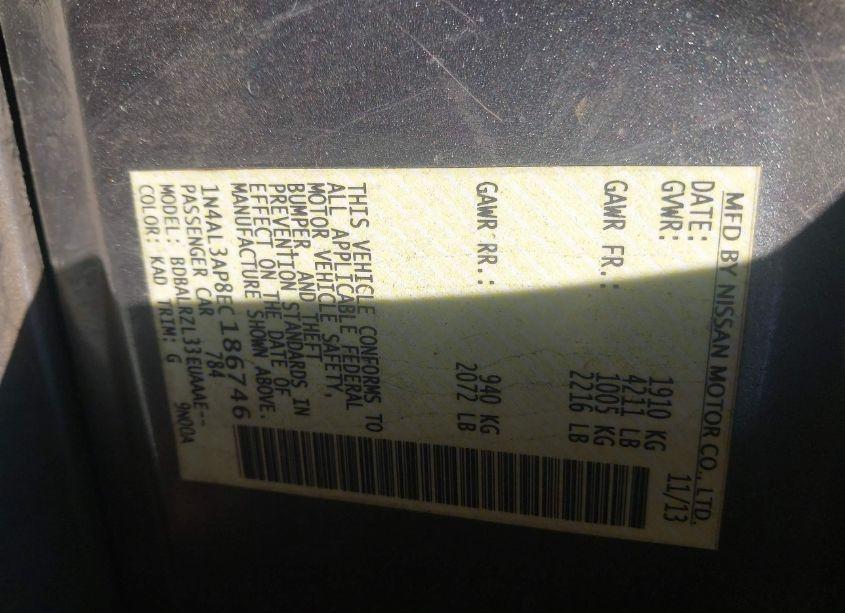 MFD BY NISSAN MOTOR CO., LTD.
DATE: 11/13
GVWR: 1910 KG
4211 LB
GAWR FR.: 1005 KG
2216 LB
GAWR RR.: 940 KG
2072 LB
THIS VEHICLE CONFORMS TO
ALL APPLICABLE FEDERAL
MOTOR VEHICLE SAFETY,
BUMPER, AND THEFT
PREVENTION STANDARDS IN
EFFECT ON THE DATE OF
MANUFACTURE SHOWN ABOVE.
1N4AL3AP8EC186746
PASSENGER CAR 784
MODEL: BDBALRZL33EUAAAE-- 9N00A
COLOR: KAD TRIM: G